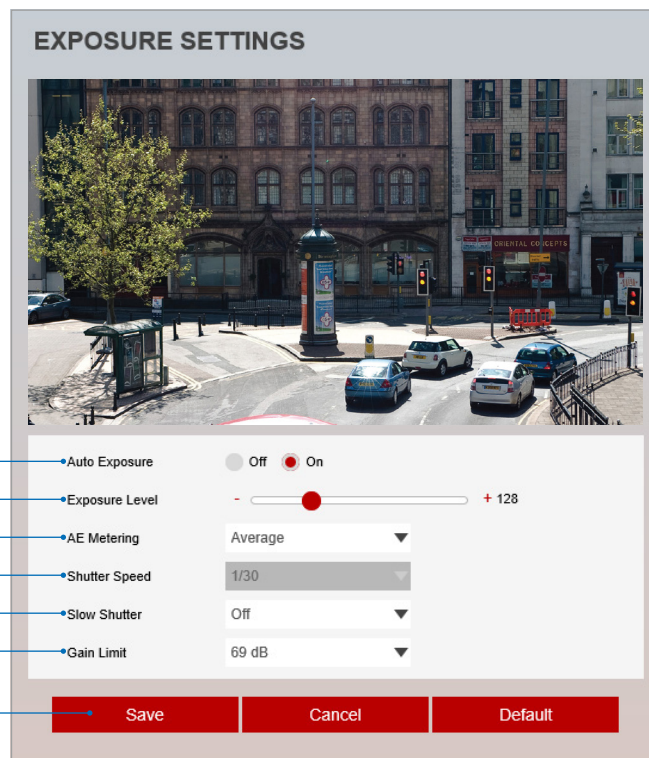 EXPOSURE SETTINGS
ORIENTAL CONCEPTS
Auto Exposure Off On
Exposure Level - + 128
AE Metering Average
Shutter Speed 1/30
Slow Shutter Off
Gain Limit 69 dB
Save Cancel Default